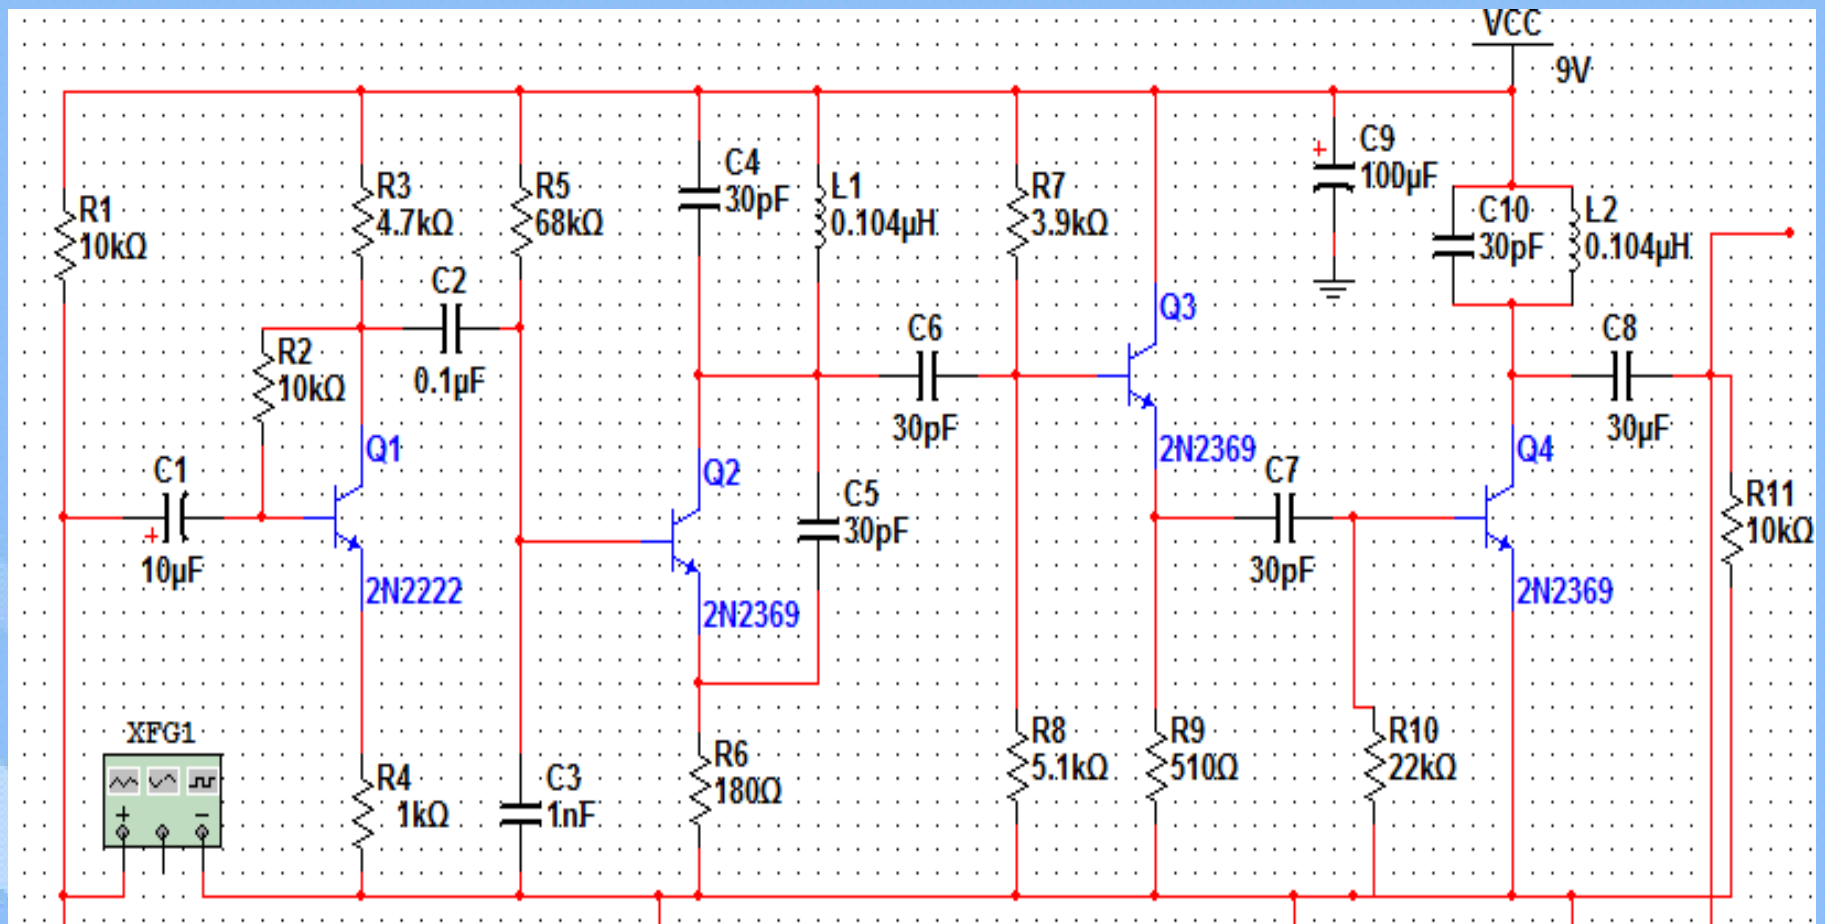 VCC
9V
R1
10kΩ
R3
4.7kΩ
R5
68kΩ
C4
30pF
L1
0.104µH
R7
3.9kΩ
C9
100µF
C10
30pF
L2
0.104µH
R2
10kΩ
C2
0.1µF
C6
30pF
Q3
2N2369
C8
30µF
C1
10µF
Q1
2N2222
Q2
2N2369
C5
30pF
C7
30pF
Q4
2N2369
R11
10kΩ
XFG1
R4
1kΩ
C3
1nF
R6
180Ω
R8
5.1kΩ
R9
510Ω
R10
22kΩ